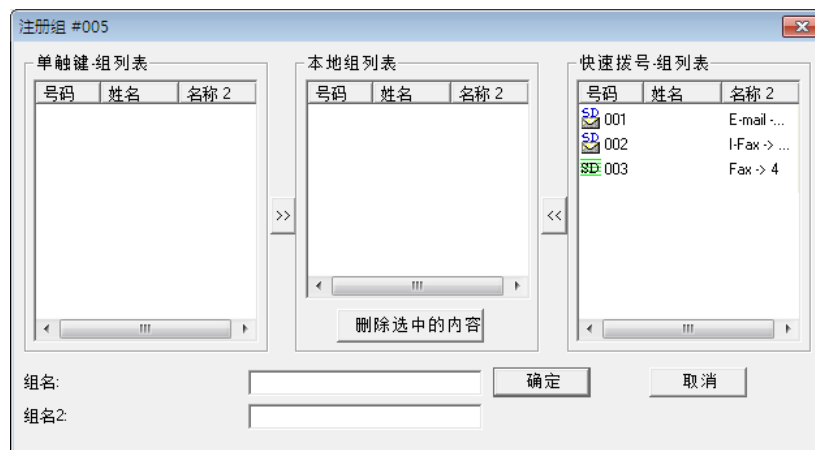 注册组 #005
单触键-组列表
号码 姓名 名称 2
>>
本地组列表
号码 姓名 名称 2
删除选中的内容
<<
快速拨号-组列表
号码 姓名 名称 2
SD 001 E-mail -...
SD 002 I-Fax -> ...
SD 003 Fax -> 4
组名:
确定 取消
组名2: